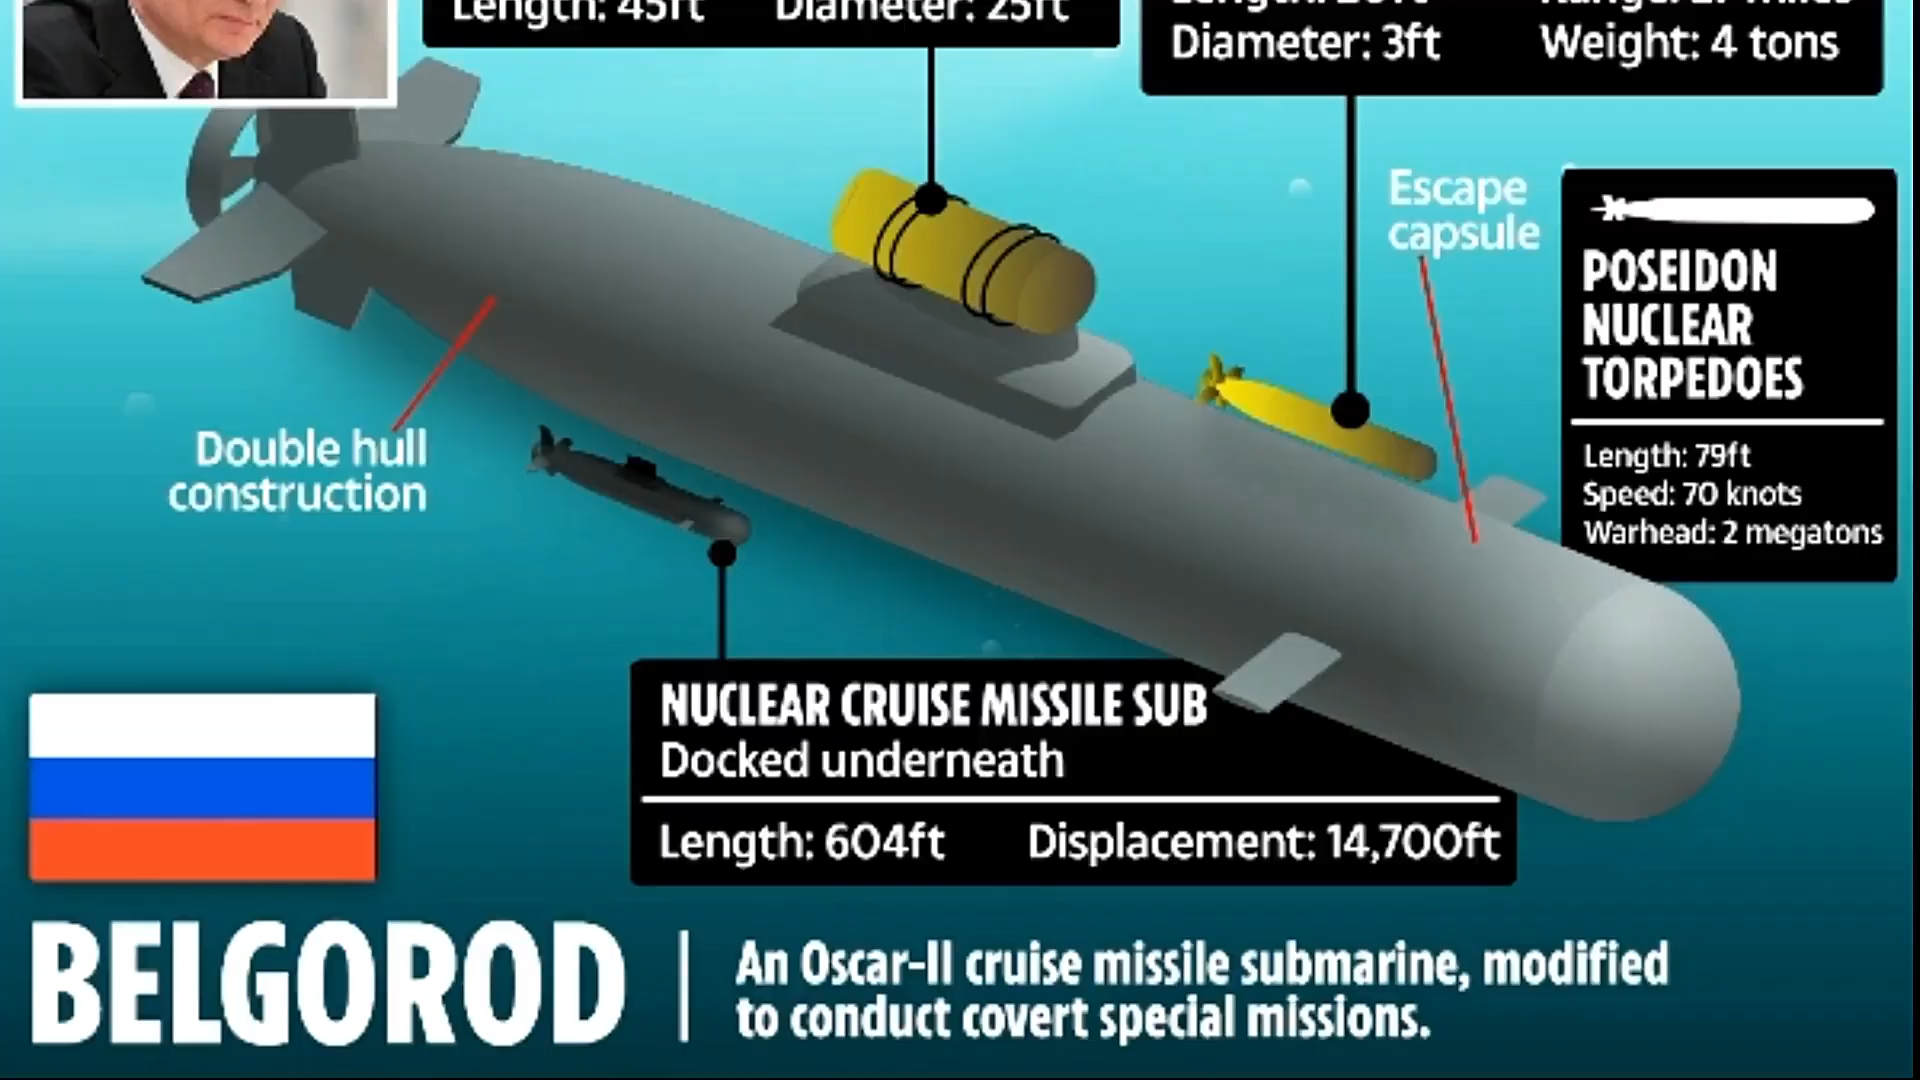 Length: 45ft Diameter: 25ft
Diameter: 3ft Weight: 4 tons
Escape
capsule
POSEIDON
NUCLEAR
TORPEDOES
Length: 79ft
Speed: 70 knots
Warhead: 2 megatons
Double hull
construction
NUCLEAR CRUISE MISSILE SUB
Docked underneath
Length: 604ft Displacement: 14,700ft
BELGOROD
An Oscar-II cruise missile submarine, modified
to conduct covert special missions.